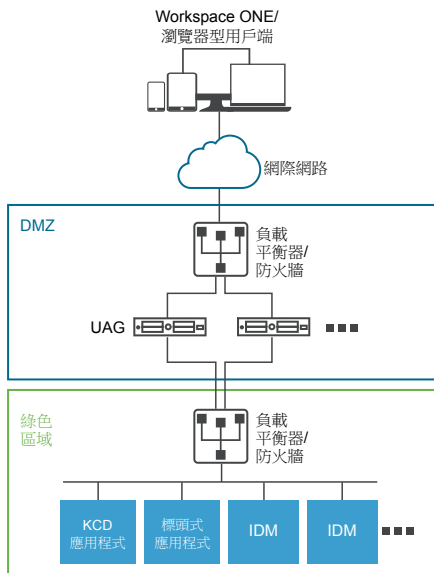 Workspace ONE/
瀏覽器型用戶端
網際網路
DMZ
負載
平衡器/
防火牆
UAG
綠色
區域
負載
平衡器/
防火牆
KCD
應用程式
標頭式
應用程式
IDM
IDM